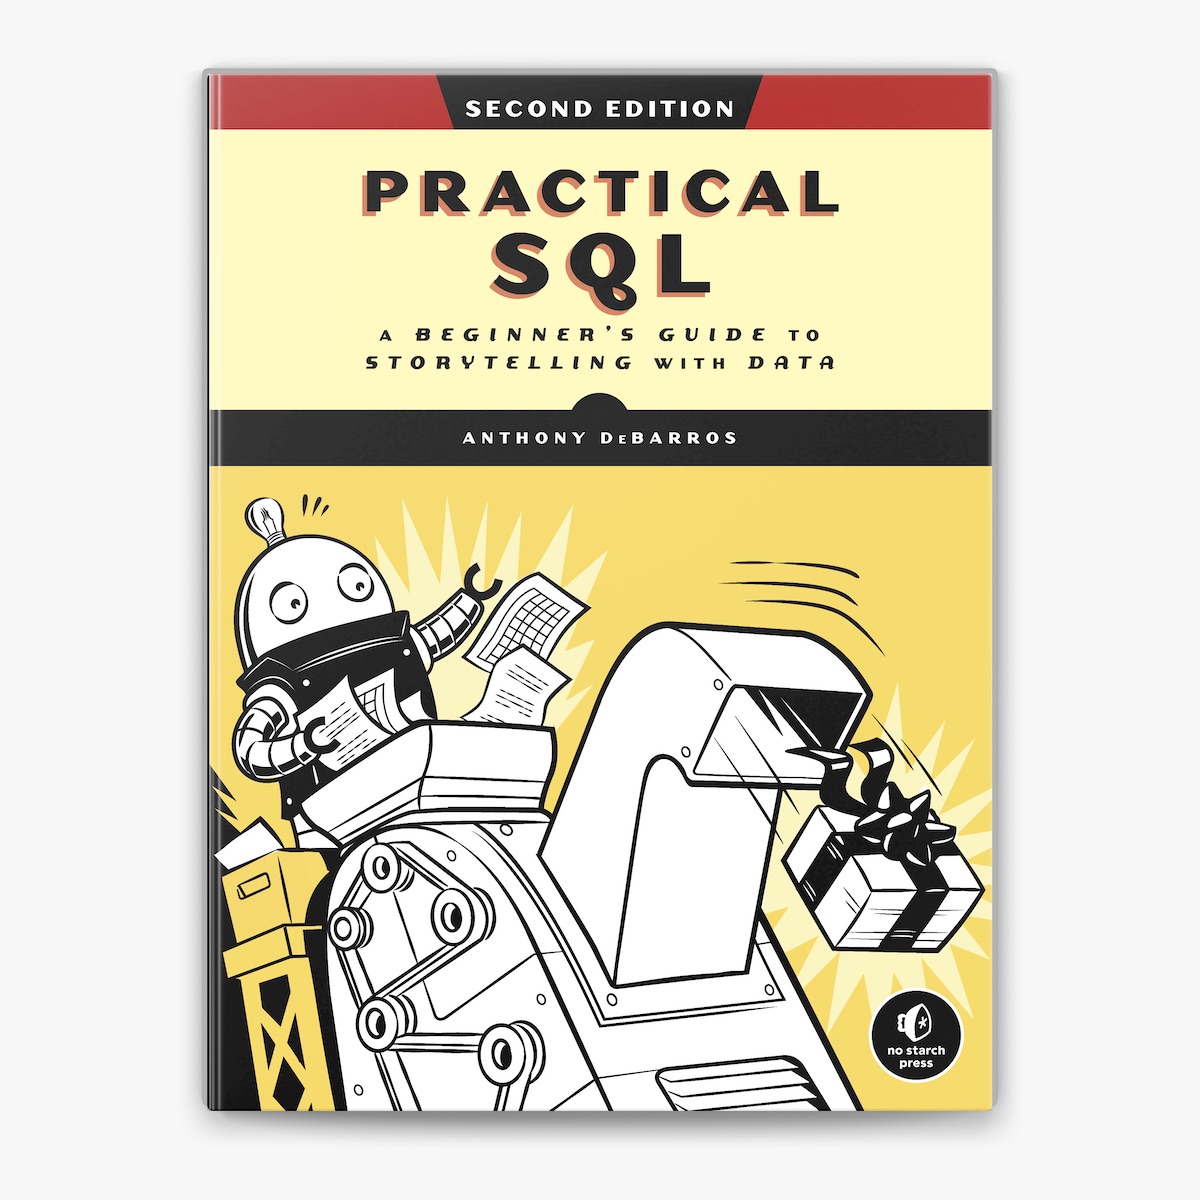 SECOND EDITION
PRACTICAL
SQL
A BEGINNER'S GUIDE TO
STORYTELLING WITH DATA
ANTHONY DEBARROS
no starch
press